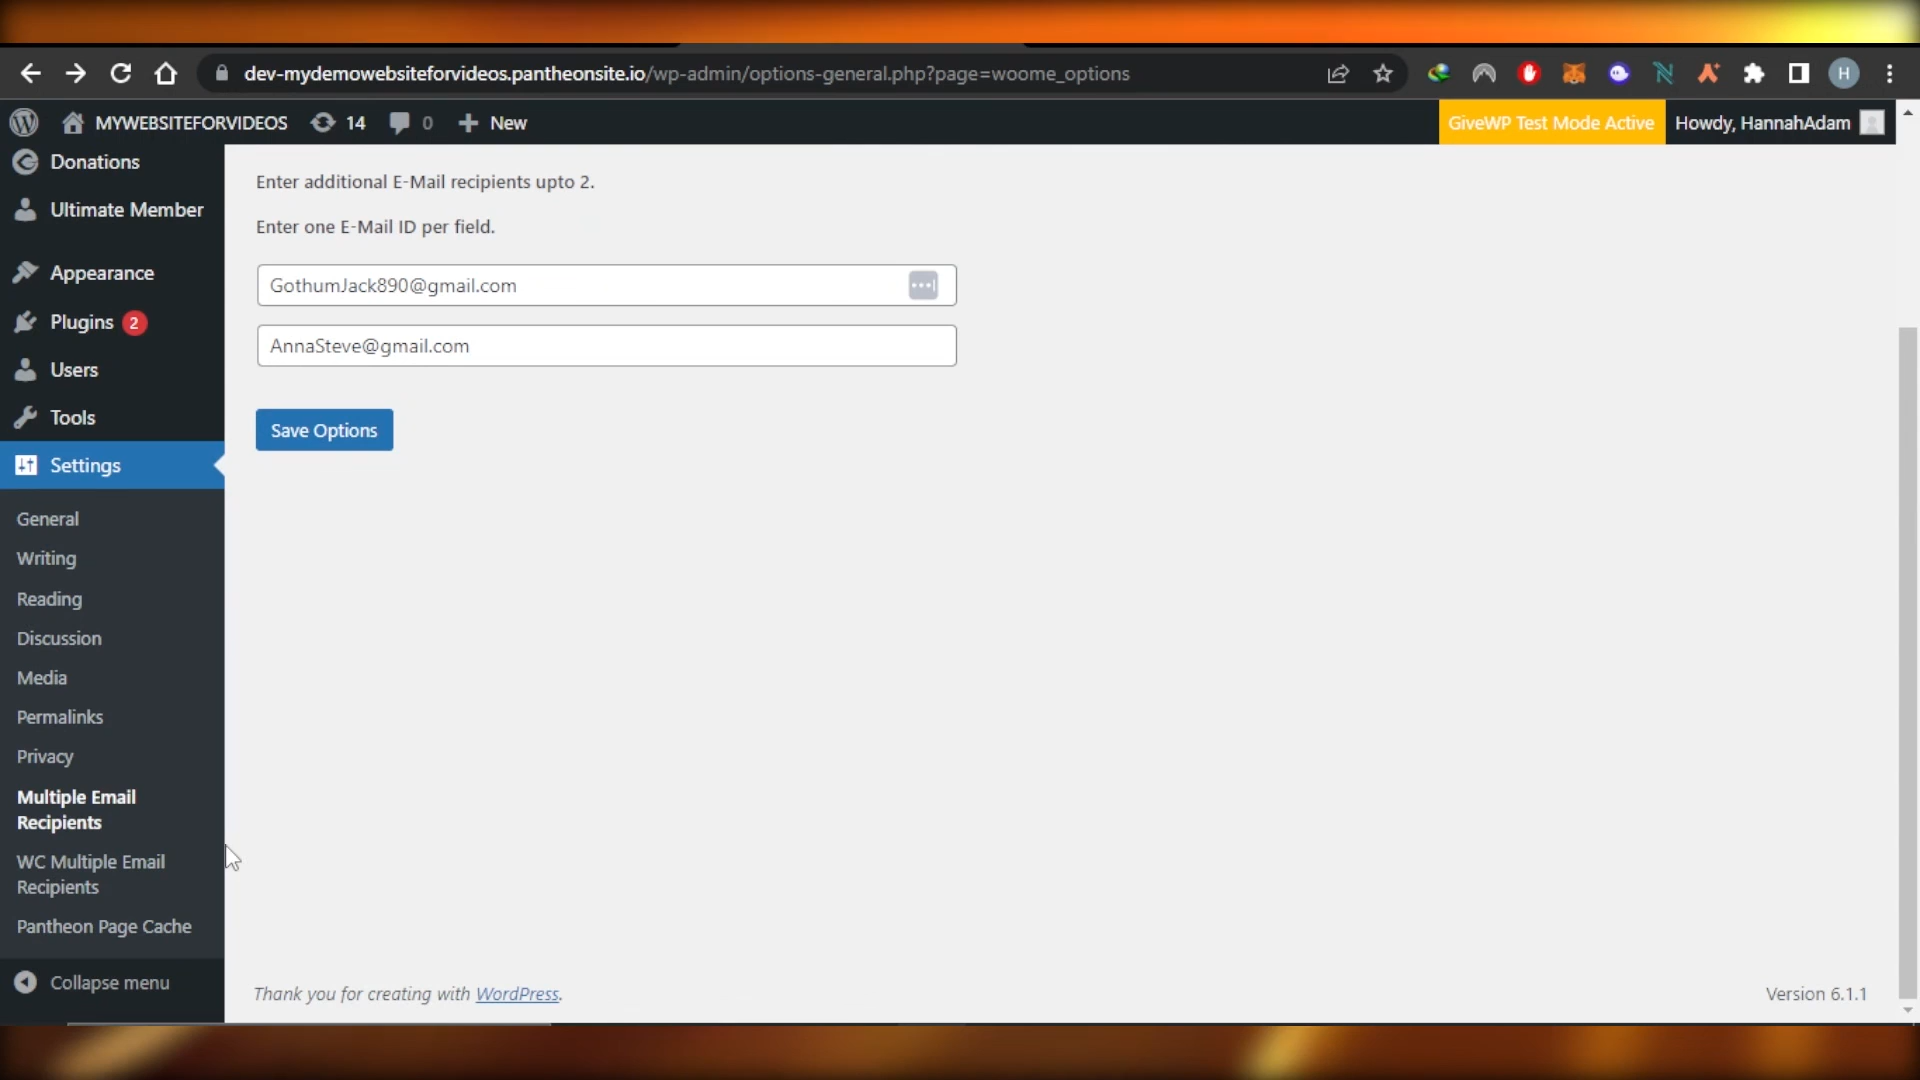 dev-mydemowebsiteforvideos.pantheonsite.io/wp-admin/options-general.php?page=woome_options
H
MYWEBSITEFORVIDEOS
14
0
New
GiveWP Test Mode Active
Howdy, HannahAdam
Donations
Ultimate Member
Appearance
Plugins 2
Users
Tools
Settings
General
Writing
Reading
Discussion
Media
Permalinks
Privacy
Multiple Email
Recipients
WC Multiple Email
Recipients
Pantheon Page Cache
Collapse menu
Enter additional E-Mail recipients upto 2.
Enter one E-Mail ID per field.
GothumJack890@gmail.com
AnnaSteve@gmail.com
Save Options
Thank you for creating with WordPress.
Version 6.1.1